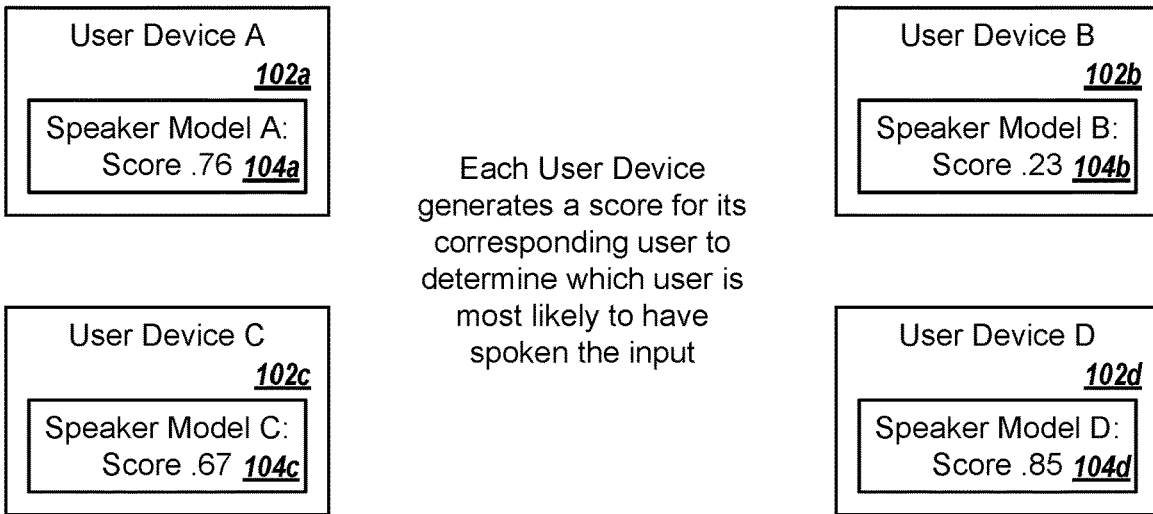 User Device A
102a
Speaker Model A:
Score .76 104a
User Device B
102b
Speaker Model B:
Score .23 104b
Each User Device
generates a score for its
corresponding user to
determine which user is
most likely to have
spoken the input
User Device C
102c
Speaker Model C:
Score .67 104c
User Device D
102d
Speaker Model D:
Score .85 104d